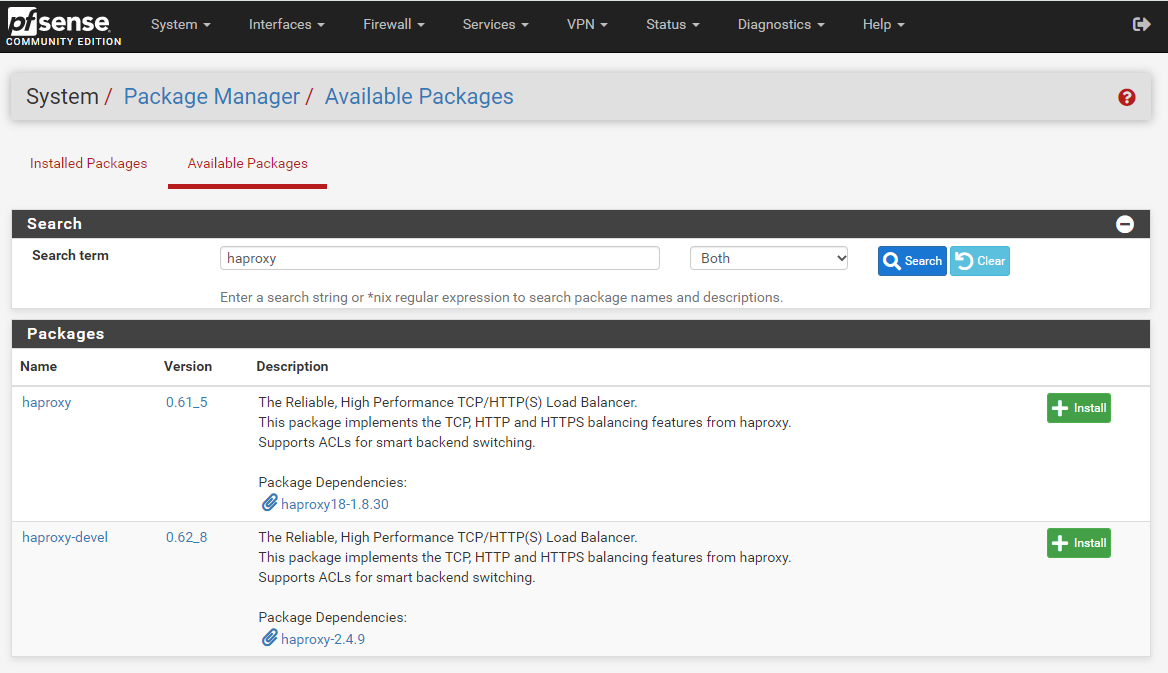 pfsense
COMMUNITY EDITION
System Interfaces Firewall Services VPN Status Diagnostics Help
System / Package Manager / Available Packages
Installed Packages Available Packages
Search
Search term haproxy Both Search Clear
Enter a search string or *nix regular expression to search package names and descriptions.
Packages
Name Version Description
haproxy 0.61_5 The Reliable, High Performance TCP/HTTP(S) Load Balancer. Install
This package implements the TCP, HTTP and HTTPS balancing features from haproxy.
Supports ACLs for smart backend switching.
Package Dependencies:
haproxy18-1.8.30
haproxy-devel 0.62_8 The Reliable, High Performance TCP/HTTP(S) Load Balancer. Install
This package implements the TCP, HTTP and HTTPS balancing features from haproxy.
Supports ACLs for smart backend switching.
Package Dependencies:
haproxy-2.4.9